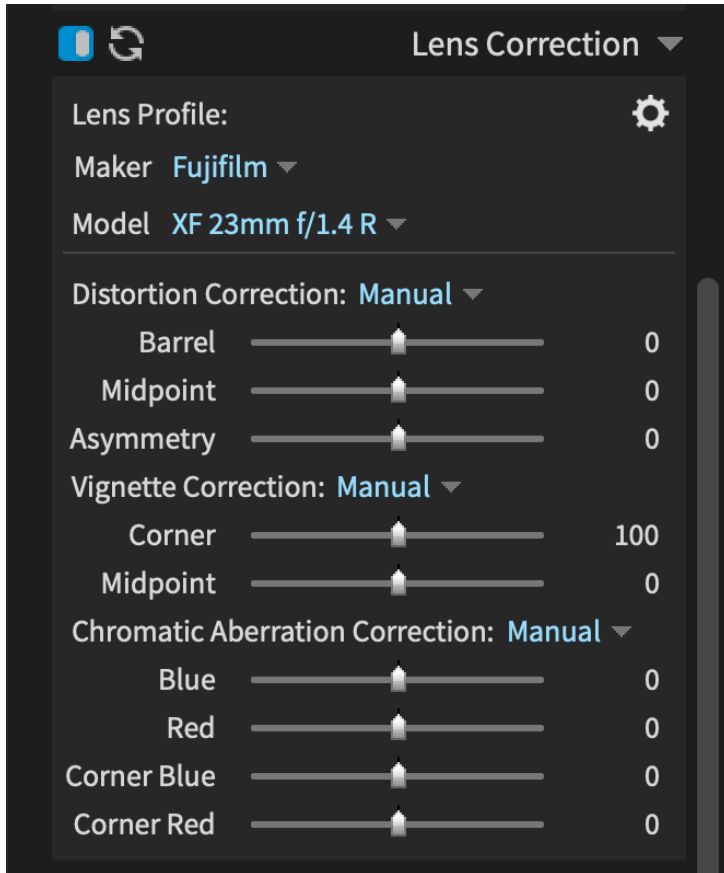 Lens Correction
Lens Profile:
Maker Fujifilm
Model XF 23mm f/1.4 R
Distortion Correction: Manual
Barrel 0
Midpoint 0
Asymmetry 0
Vignette Correction: Manual
Corner 100
Midpoint 0
Chromatic Aberration Correction: Manual
Blue 0
Red 0
Corner Blue 0
Corner Red 0